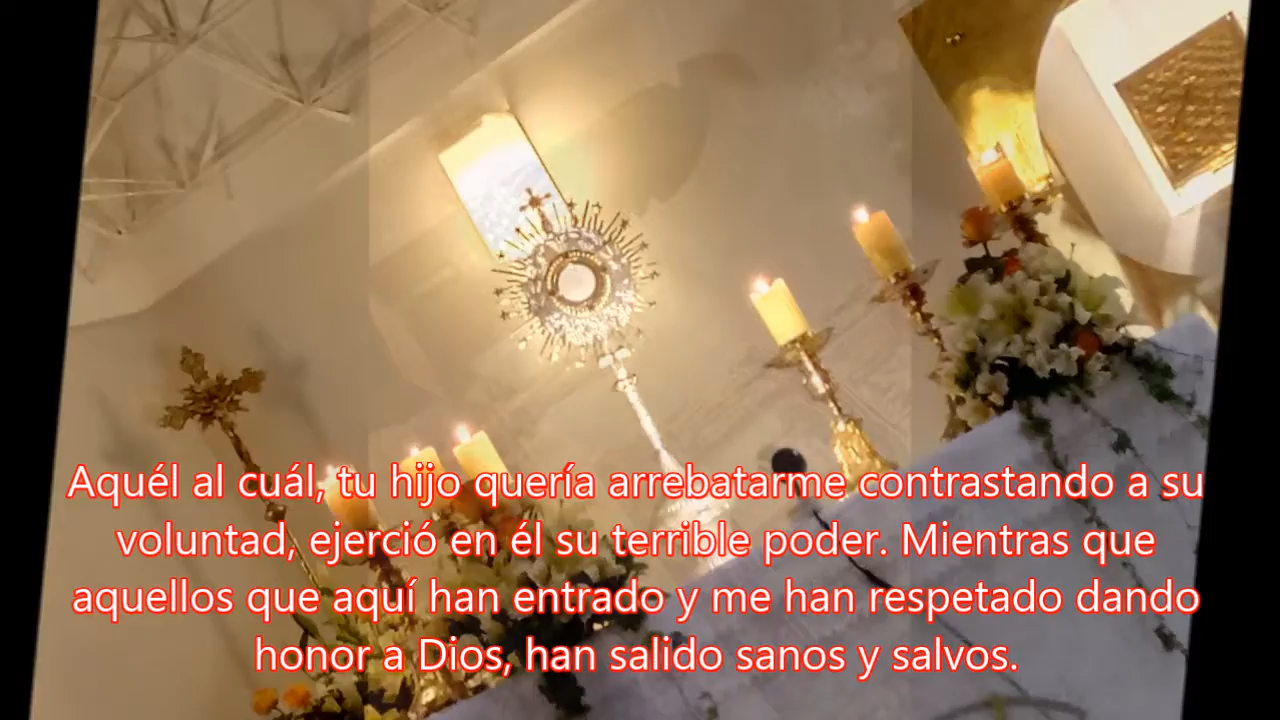 Aquél al cuál, tu hijo quería arrebatarme contrastando a su
voluntad, ejerció en él su terrible poder. Mientras que
aquellos que aquí han entrado y me han respetado dando
honor a Dios, han salido sanos y salvos.